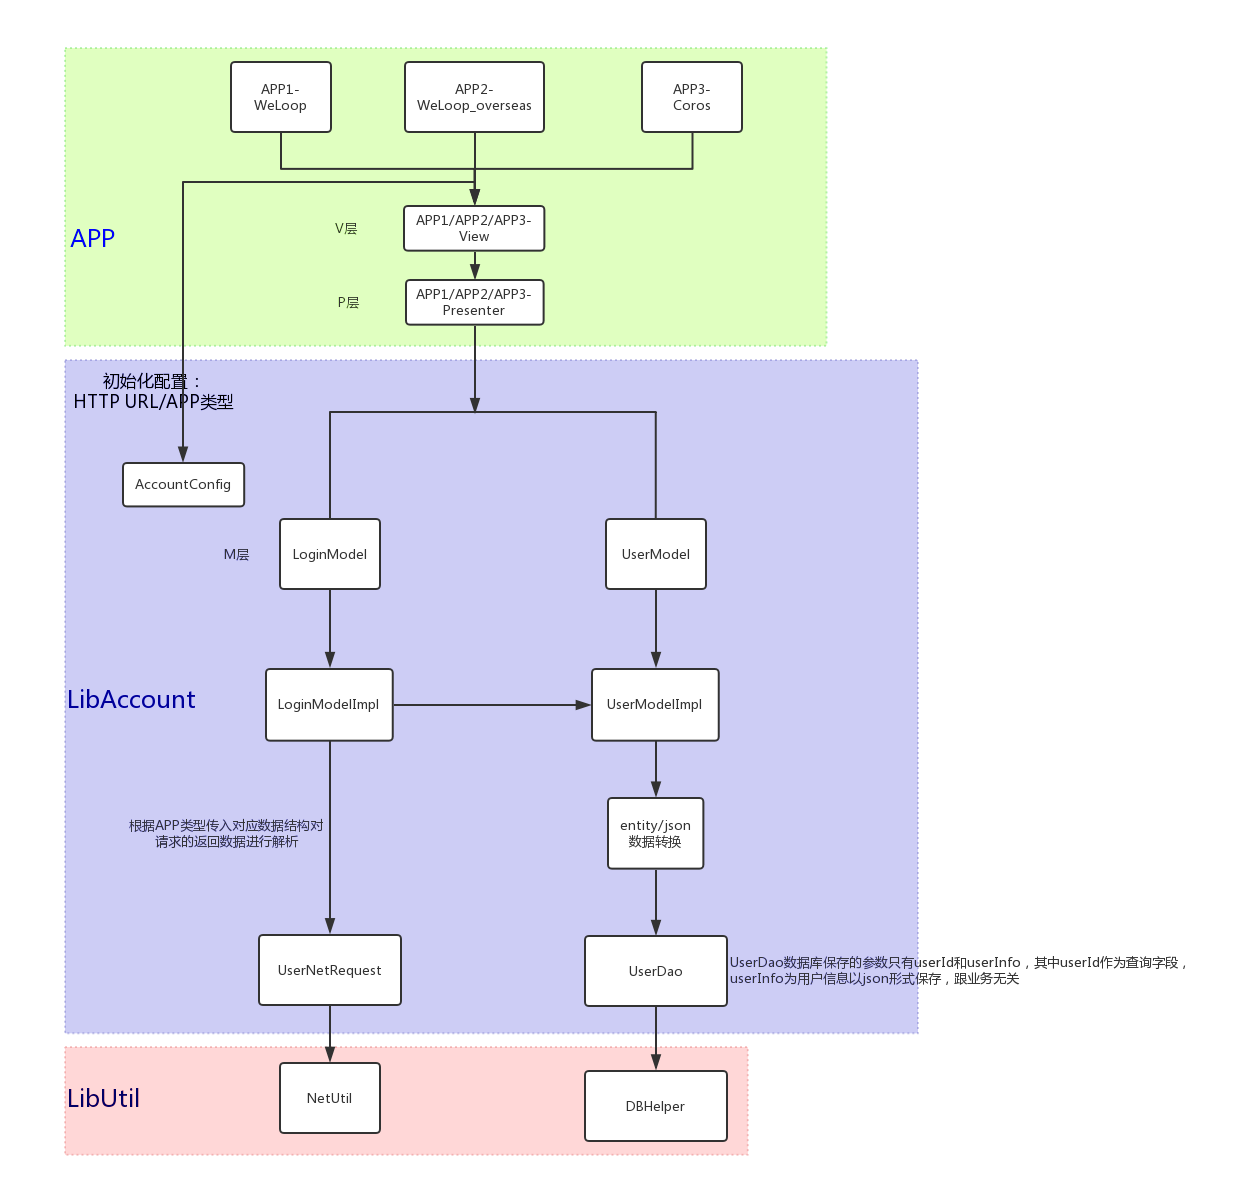 APP1-
WeLoop
APP2-
WeLoop_overseas
APP3-
Coros
V层
APP1/APP2/APP3-
View
APP
P层
APP1/APP2/APP3-
Presenter
初始化配置：
HTTP URL/APP类型
AccountConfig
M层
LoginModel
UserModel
LibAccount
LoginModelImpl
UserModelImpl
根据APP类型传入对应数据结构对
请求的返回数据进行解析
entity/json
数据转换
UserNetRequest
UserDao
UserDao数据库保存的参数只有userId和userInfo，其中userId作为查询字段，
userInfo为用户信息以json形式保存，跟业务无关
LibUtil
NetUtil
DBHelper